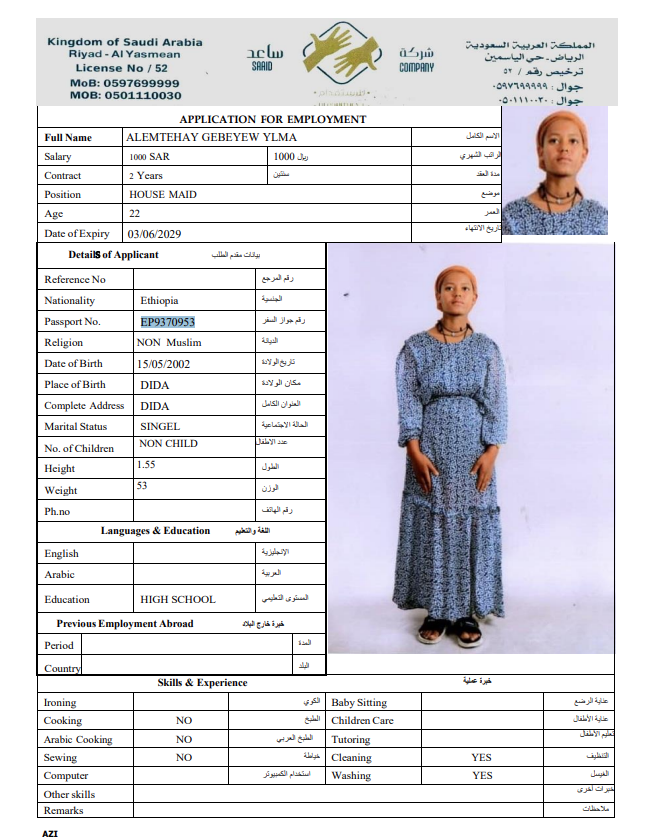 Kingdom of Saudi Arabia
Riyad - Al Yasmean
License No / 52
MoB: 0597699999
MOB: 0501110030
ساعد
SAAID
شركة
COMPANY
للاستقدام
المملكة العربية السعودية
الرياض - حي الياسمين
ترخيص رقم / ٥٢
جوال : ٠٥٩٧٦٩٩٩٩٩
جوال : ٠٥٠١١١٠٠٣٠
APPLICATION FOR EMPLOYMENT
Full Name ALEMTEHAY GEBEYEW YLMA الاسم الكامل
Salary 1000 SAR 1000 ريال الراتب الشهري
Contract 2 Years سنتين مدة العقد
Position HOUSE MAID موضع
Age 22 العمر
Date of Expiry 03/06/2029 تاريخ الانتهاء
Details of Applicant بيانات مقدم الطلب
Reference No رقم المرجع
Nationality Ethiopia الجنسية
Passport No. EP9370953 رقم جواز السفر
Religion NON Muslim الديانة
Date of Birth 15/05/2002 تاريخ الولادة
Place of Birth DIDA مكان الولادة
Complete Address DIDA العنوان الكامل
Marital Status SINGEL الحالة الاجتماعية
No. of Children NON CHILD عدد الاطفال
Height 1.55 الطول
Weight 53 الوزن
Ph.no رقم الهاتف
Languages & Education اللغة والتعليم
English الإنجليزية
Arabic العربية
Education HIGH SCHOOL المستوى التعليمي
Previous Employment Abroad خبرة خارج البلاد
Period المدة
Country البلد
Skills & Experience خبرة عملية
Ironing الكوي Baby Sitting عناية الرضع
Cooking NO الطبخ Children Care عناية الأطفال
Arabic Cooking NO الطبخ العربي Tutoring تعليم الأطفال
Sewing NO خياطة Cleaning YES التنظيف
Computer استخدام الكمبيوتر Washing YES الغسيل
Other skills خبرات أخرى
Remarks ملاحظات
AZI